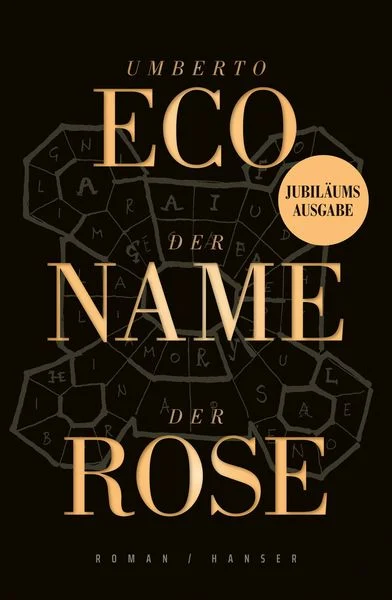 UMBERTO
ECO
JUBILÄUMS
AUSGABE
DER
NAME
DER
ROSE
ROMAN / HANSER